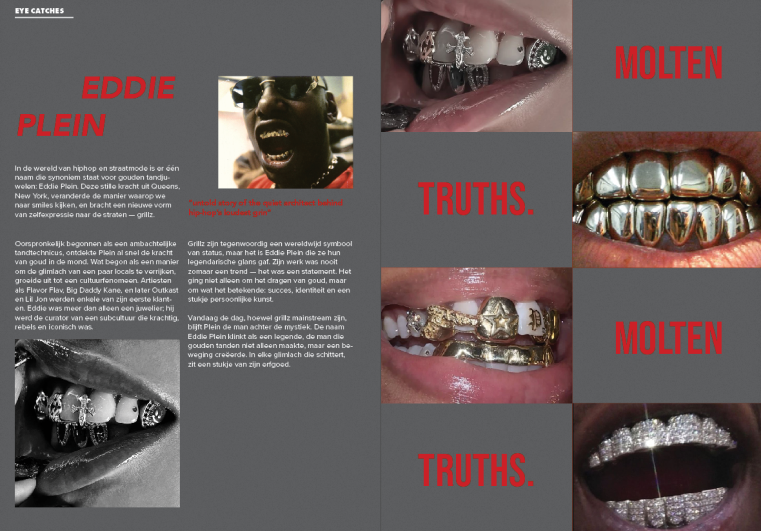 EYE CATCHES
EDDIE
PLEIN
In de wereld van hiphop en straatmode is er één
naam die synoniem staat voor gouden tandju-
welen: Eddie Plein. Deze stille kracht uit Queens,
New York, veranderde de manier waarop we
naar smiles kijken, en bracht een nieuwe vorm
van zelfexpressie naar de straten — grillz.
"untold story of the quiet architect behind
hip-hop's loudest grin"
Oorspronkelijk begonnen als een ambachtelijke
tandtechnicus, ontdekte Plein al snel de kracht
van goud in de mond. Wat begon als een manier
om de glimlach van een paar locals te verrijken,
groeide uit tot een cultuurfenomeen. Artiesten
als Flavor Flav, Big Daddy Kane, en later Outkast
en Lil Jon werden enkele van zijn eerste klant-
en. Eddie was meer dan alleen een juwelier; hij
werd de curator van een subcultuur die krachtig,
rebels en iconisch was.
Grillz zijn tegenwoordig een wereldwijd symbool
van status, maar het is Eddie Plein die ze hun
legendarische glans gaf. Zijn werk was nooit
zomaar een trend — het was een statement. Het
ging niet alleen om het dragen van goud, maar
om wat het betekende: succes, identiteit en een
stukje persoonlijke kunst.
Vandaag de dag, hoewel grillz mainstream zijn,
blijft Plein de man achter de mystiek. De naam
Eddie Plein klinkt als een legende, de man die
gouden tanden niet alleen maakte, maar een be-
weging creëerde. In elke glimlach die schittert,
zit een stukje van zijn erfgoed.
MOLTEN
TRUTHS.
P
MOLTEN
TRUTHS.